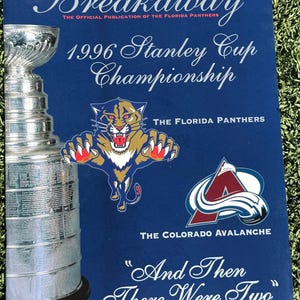 Breakaway
The Official Publication of the Florida Panthers
1996 Stanley Cup
Championship
The Florida Panthers
The Colorado Avalanche
"And Then
There Were Two"